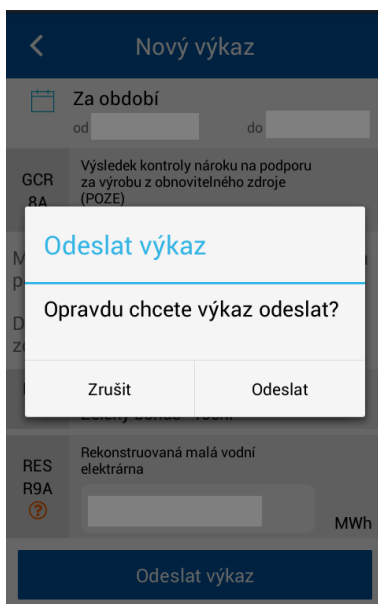 Nový výkaz
Za období
od do
GCR
8A
Výsledek kontroly nároku na podporu
za výrobu z obnovitelného zdroje
(POZE)
Odeslat výkaz
Opravdu chcete výkaz odeslat?
Zrušit Odeslat
RES
R9A
Rekonstruovaná malá vodní
elektrárna
MWh
Odeslat výkaz